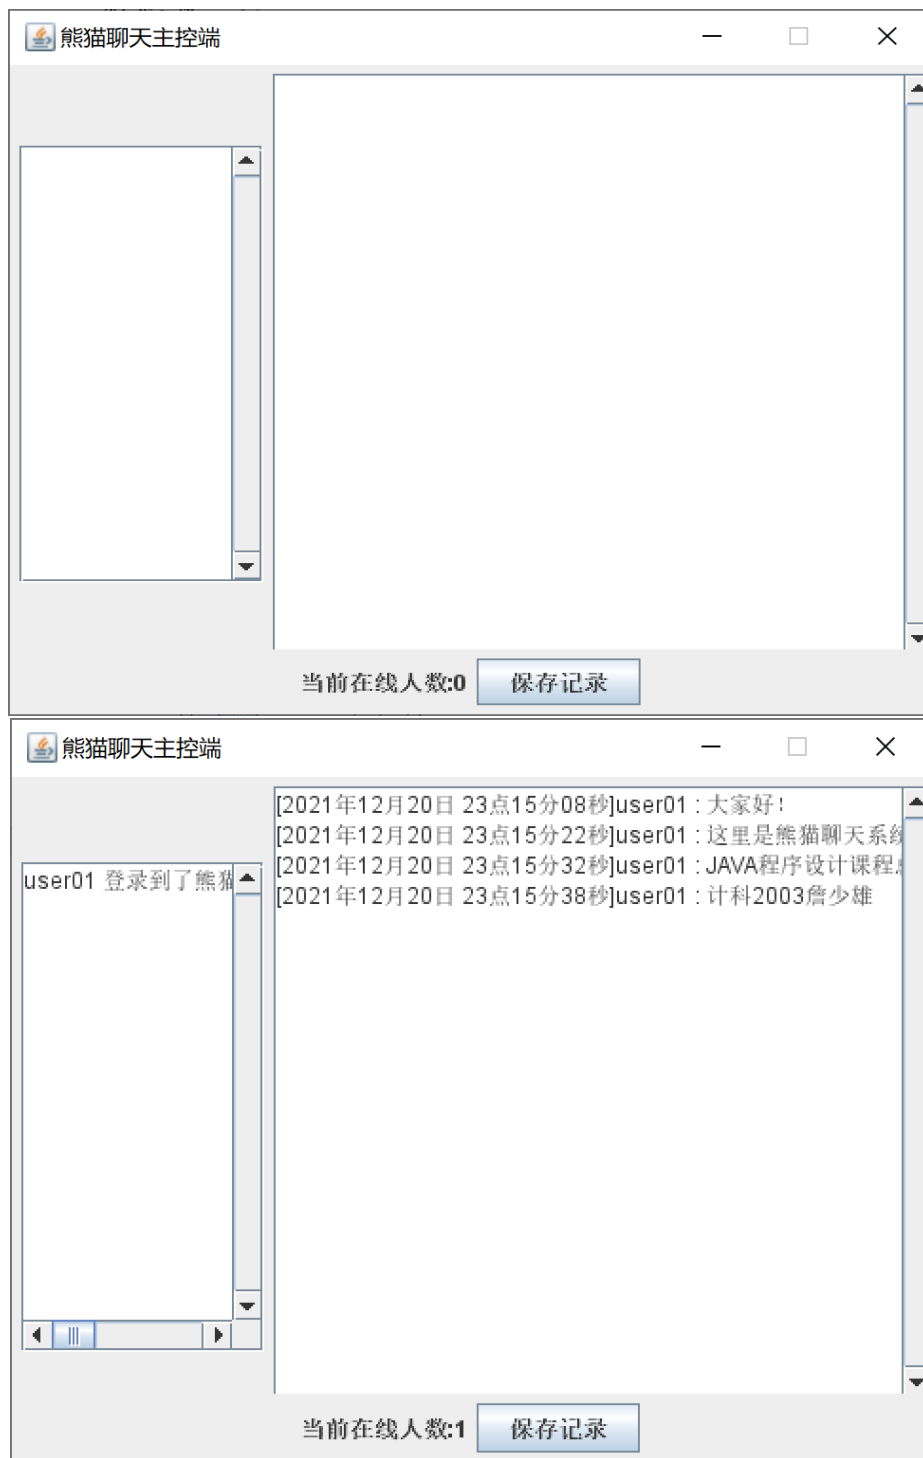 熊猫聊天主控端
当前在线人数:0
保存记录
熊猫聊天主控端
user01 登录到了熊猫
[2021年12月20日 23点15分08秒]user01 : 大家好!
[2021年12月20日 23点15分22秒]user01 : 这里是熊猫聊天系统
[2021年12月20日 23点15分32秒]user01 : JAVA程序设计课程
[2021年12月20日 23点15分38秒]user01 : 计科2003詹少雄
当前在线人数:1
保存记录